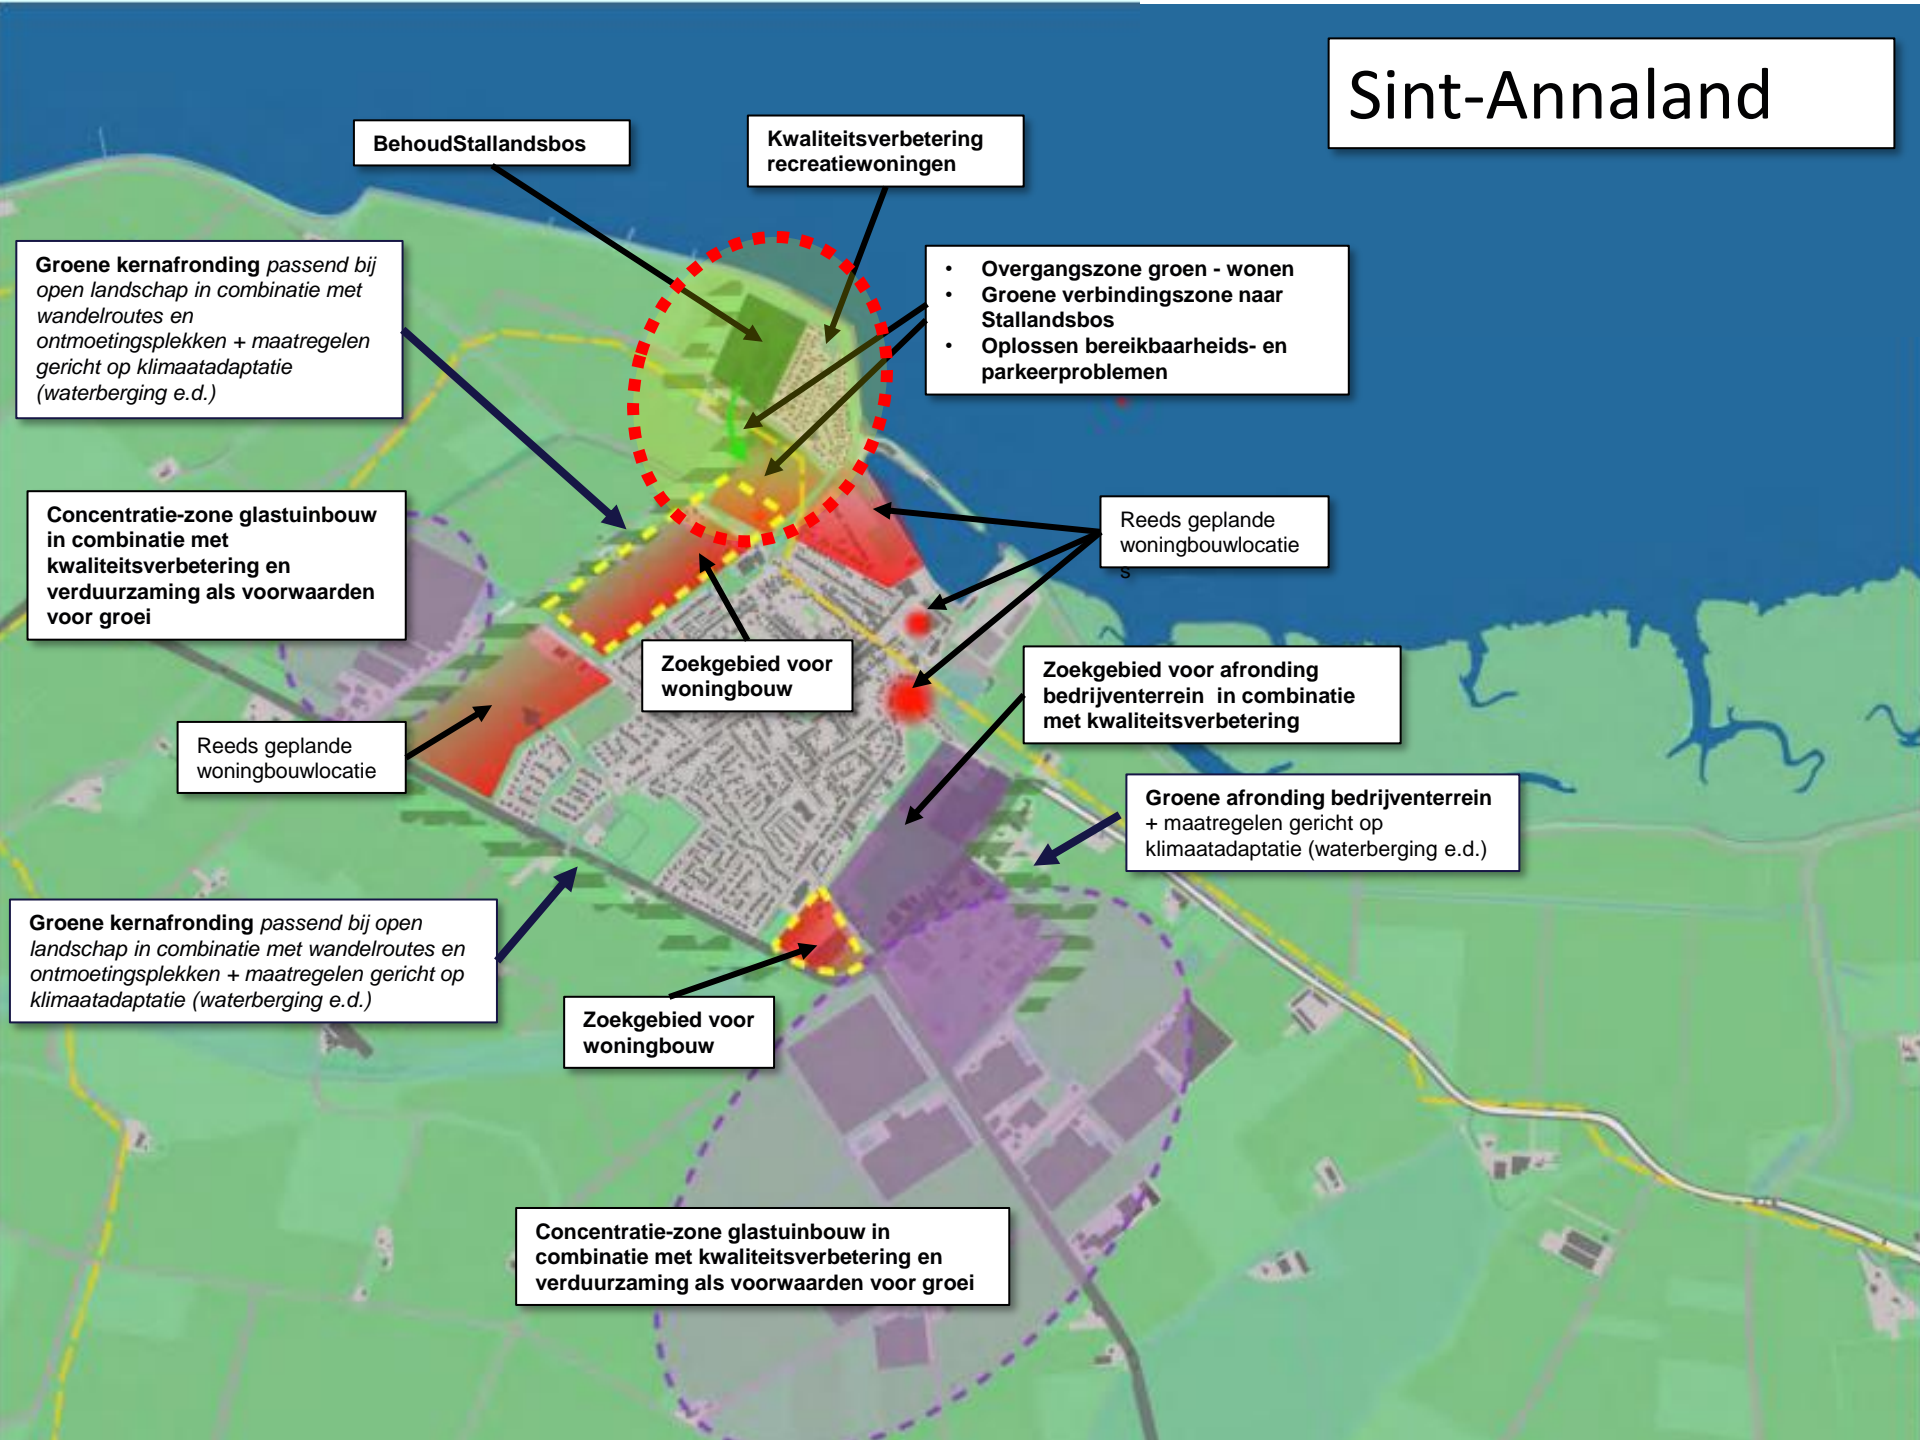 Sint-Annaland
BehoudStallandsbos
Kwaliteitsverbetering
recreatiewoningen
Groene kernafronding passend bij
open landschap in combinatie met
wandelroutes en
ontmoetingsplekken + maatregelen
gericht op klimaatadaptatie
(waterberging e.d.)
• Overgangszone groen - wonen
• Groene verbindingszone naar
Stallandsbos
• Oplossen bereikbaarheids- en
parkeerproblemen
Concentratie-zone glastuinbouw
in combinatie met
kwaliteitsverbetering en
verduurzaming als voorwaarden
voor groei
Reeds geplande
woningbouwlocatie
s
Zoekgebied voor
woningbouw
Zoekgebied voor afronding
bedrijventerrein in combinatie
met kwaliteitsverbetering
Reeds geplande
woningbouwlocatie
Groene afronding bedrijventerrein
+ maatregelen gericht op
klimaatadaptatie (waterberging e.d.)
Groene kernafronding passend bij open
landschap in combinatie met wandelroutes en
ontmoetingsplekken + maatregelen gericht op
klimaatadaptatie (waterberging e.d.)
Zoekgebied voor
woningbouw
Concentratie-zone glastuinbouw in
combinatie met kwaliteitsverbetering en
verduurzaming als voorwaarden voor groei